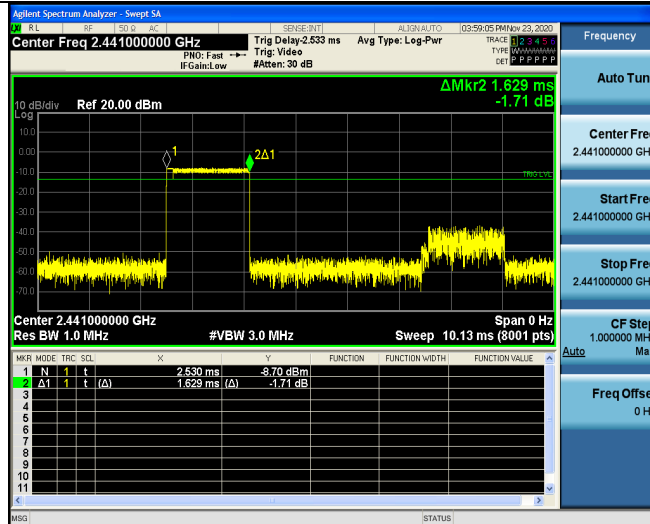 Agilent Spectrum Analyzer - Swept SA
LXI RL RF 50 Ω AC SENSE:INT ALIGN AUTO 03:59:05 PM Nov 23, 2020
Center Freq 2.441000000 GHz
PNO: Fast
IFGain:Low
Trig Delay-2.533 ms
Trig: Video
#Atten: 30 dB
Avg Type: Log-Pwr
TRACE 1 2 3 4 5 6
TYPE
DET P P P P P P
ΔMkr2 1.629 ms
-1.71 dB
10 dB/div
Ref 20.00 dBm
Log
10.0
0.00
-10.0
-20.0
-30.0
-40.0
-50.0
-60.0
-70.0
1
2Δ1
TRIG LVL
Center 2.441000000 GHz
Span 0 Hz
Res BW 1.0 MHz
#VBW 3.0 MHz
Sweep 10.13 ms (8001 pts)
MKR MODE TRC SCL X Y FUNCTION FUNCTION WIDTH FUNCTION VALUE
1 N 1 t 2.530 ms -8.70 dBm
2 Δ1 1 t (Δ) 1.629 ms (Δ) -1.71 dB
3
4
5
6
7
8
9
10
11
MSG
STATUS
Frequency
Auto Tun
Center Fre
2.441000000 GH
Start Fre
2.441000000 GH
Stop Fre
2.441000000 GH
CF Ste
1.000000 MH
Auto Ma
Freq Offse
0 H